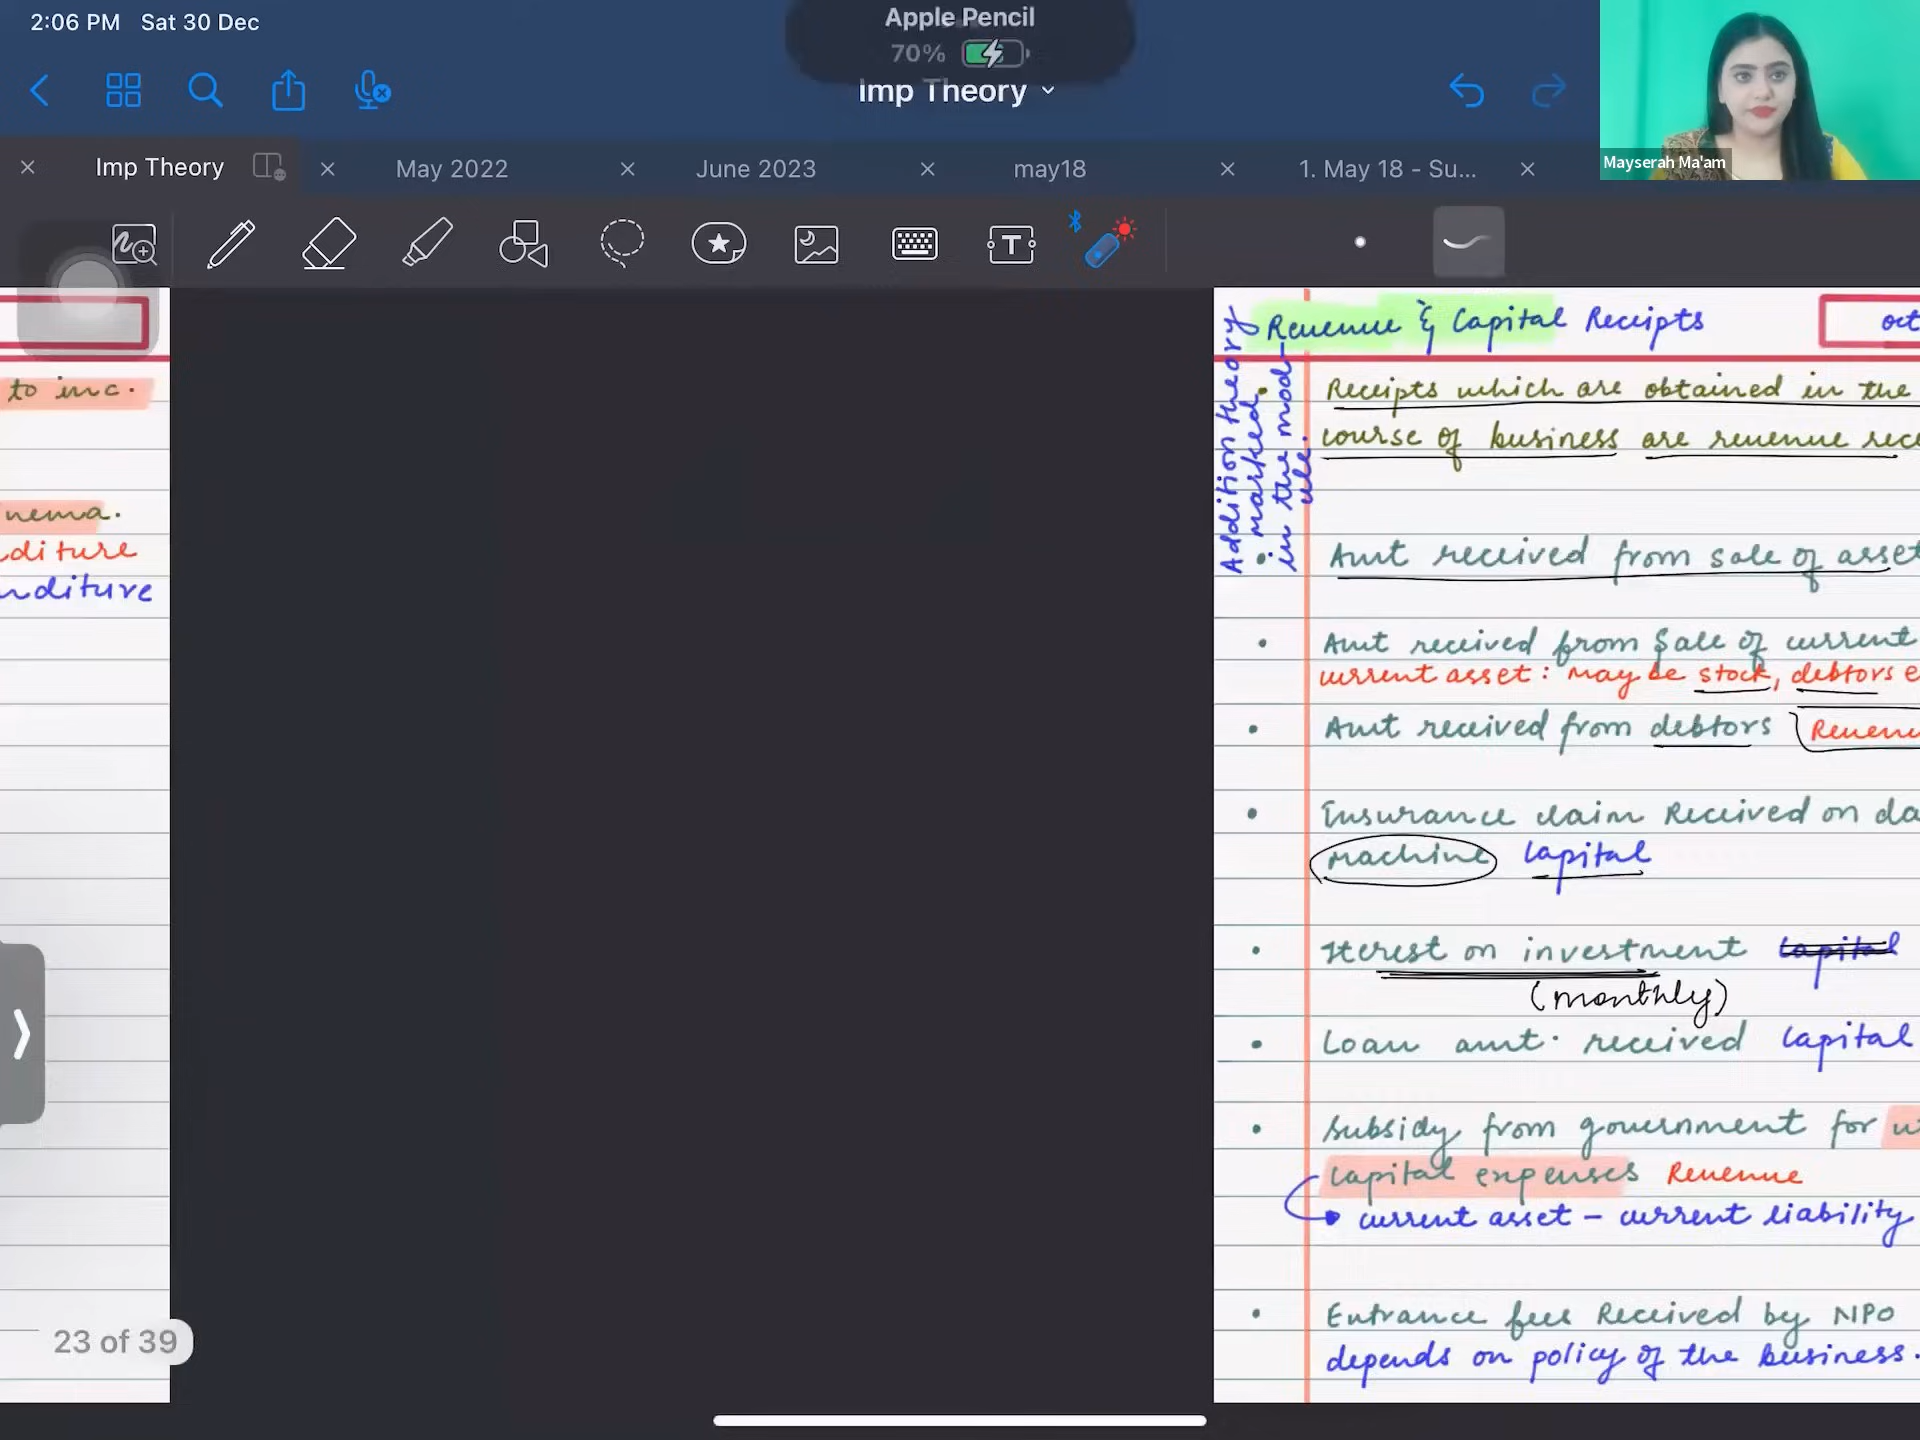 2:06 PM Sat 30 Dec
Apple Pencil
70%
Imp Theory
Mayserah Ma'am
Imp Theory
May 2022
June 2023
may18
1. May 18 - Su...
T
to inc.
nema.
diture
nditure
23 of 39
Addition theory
marked
in the mod-
ule.
Revenue & Capital Receipts
oct
Receipts which are obtained in the
course of business are revenue rec
Amt received from sale of asset
Amt received from sale of current
current asset: may be stock, debtors e
Amt received from debtors Revenu
Insurance claim Received on da
machine capital
Iterest on investment capital
(monthly)
Loan amt. received capital
Subsidy from government for
capital expenses Revenue
current asset – current liability
Entrance fees Received by NPO
depends on policy of the business.